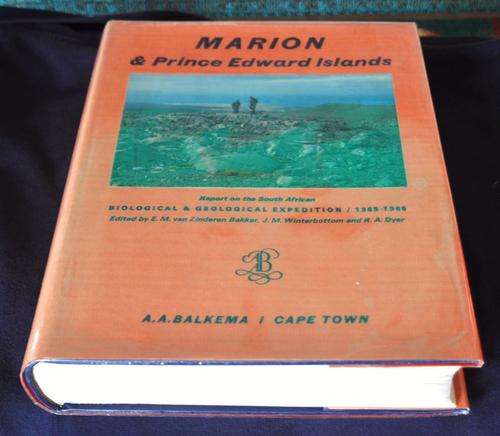 MARION
& Prince Edward Islands
Report on the South African
BIOLOGICAL & GEOLOGICAL EXPEDITION / 1965-1966
Edited by E. M. van Zinderen Bakker, J. M. Winterbottom and R. A. Dyer
B
A.A. BALKEMA / CAPE TOWN